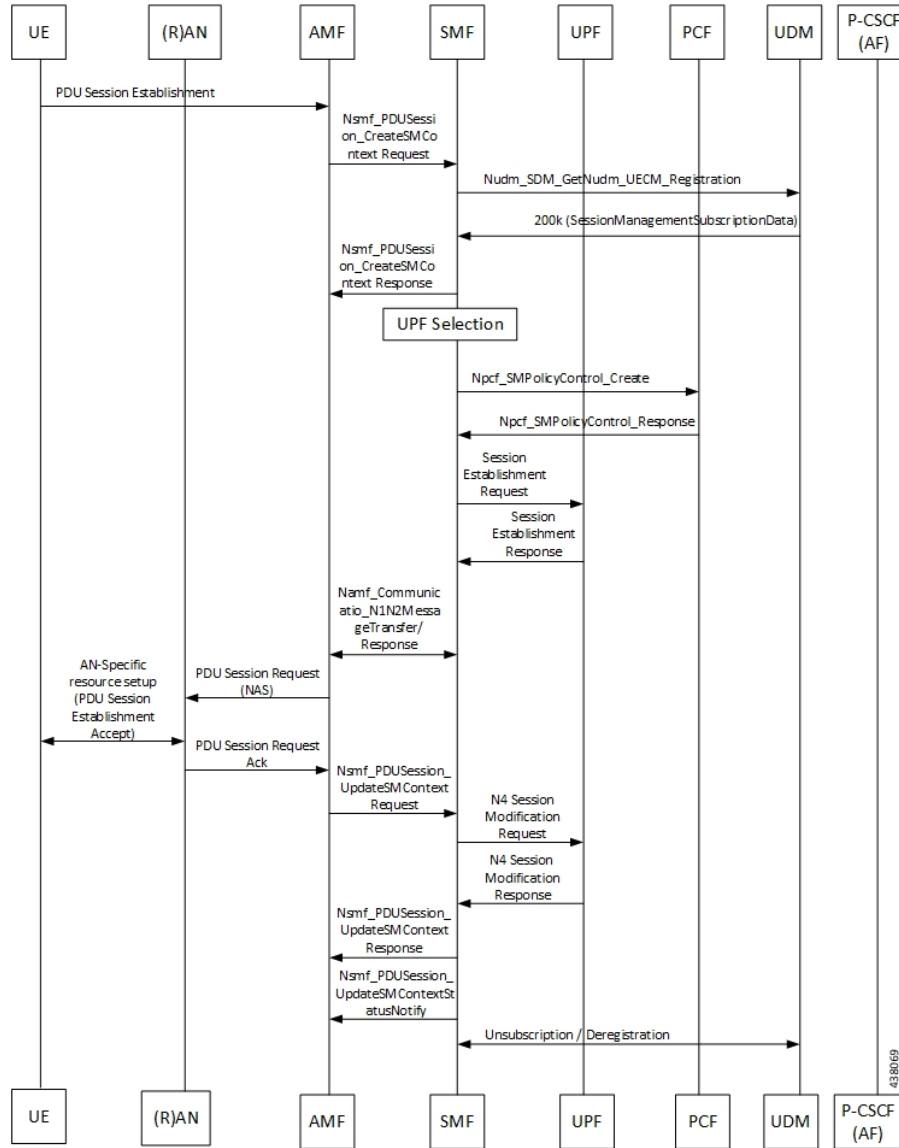 UE
(R)AN
AMF
SMF
UPF
PCF
UDM
P-CSCF
(AF)
PDU Session Establishment
Nsmf_PDUSessi
on_CreateSMCo
ntext Request
Nudm_SDM_GetNudm_UECM_Registration
200k (SessionManagementSubscriptionData)
Nsmf_PDUSessi
on_CreateSMCo
ntext Response
UPF Selection
Npcf_SMPolicyControl_Create
Npcf_SMPolicyControl_Response
Session
Establishment
Request
Session
Establishment
Response
Namf_Communic
atio_N1N2Messa
geTransfer/
Response
AN-Specific
resource setup
(PDU Session
Establishment
Accept)
PDU Session Request
(NAS)
PDU Session Request
Ack
Nsmf_PDUSession_
UpdateSMContext
Request
N4 Session
Modification
Request
N4 Session
Modification
Response
Nsmf_PDUSession_
UpdateSMContext
Response
Nsmf_PDUSession_
UpdateSMContextSt
atusNotify
Unsubscription / Deregistration
438069
UE
(R)AN
AMF
SMF
UPF
PCF
UDM
P-CSCF
(AF)